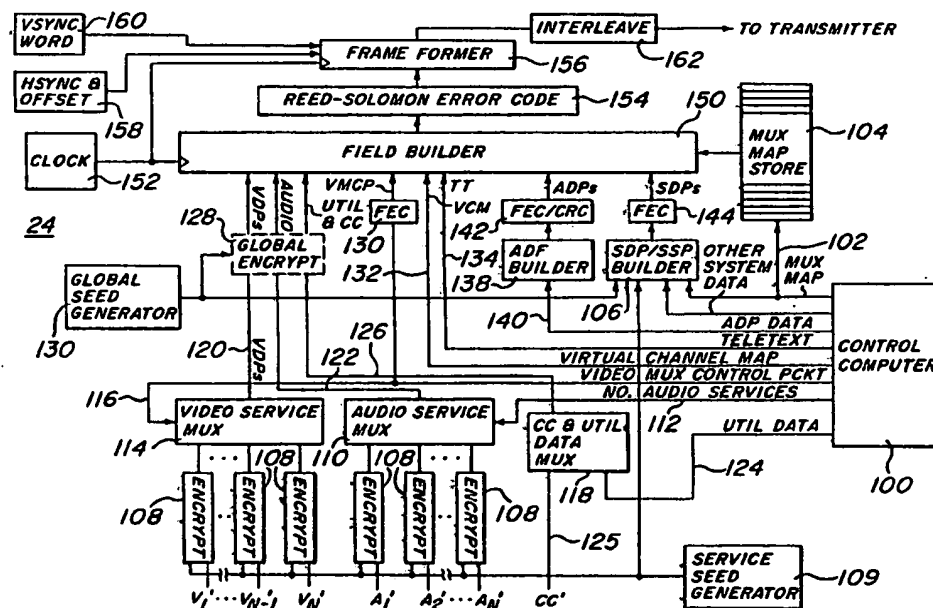 VSYNC
WORD
160
HSYNC &
OFFSET
158
CLOCK
152
FRAME FORMER
156
INTERLEAVE
162
TO TRANSMITTER
REED-SOLOMON ERROR CODE
154
150
FIELD BUILDER
MUX
MAP
STORE
104
24
VDPs
AUDIO
UTIL
& CC
VMCP
VCM
TT
ADPs
SDPs
128
GLOBAL
ENCRYPT
FEC
130
132
134
142
FEC/CRC
FEC
144
ADF
BUILDER
138
SDP/SSP
BUILDER
106
OTHER
SYSTEM
DATA
MUX
MAP
102
GLOBAL
SEED
GENERATOR
130
120
VDPs
122
126
140
ADP DATA
TELETEXT
VIRTUAL CHANNEL MAP
VIDEO MUX CONTROL PCKT
NO. AUDIO SERVICES
112
UTIL DATA
CONTROL
COMPUTER
100
116
VIDEO SERVICE
MUX
114
AUDIO SERVICE
MUX
110
CC & UTIL
DATA
MUX
118
124
108
108
108
108
ENCRYPT
ENCRYPT
ENCRYPT
ENCRYPT
ENCRYPT
ENCRYPT
125
SERVICE
SEED
GENERATOR
109
V1' ··· VN-1' VN' A1' A2' ··· AN' CC'